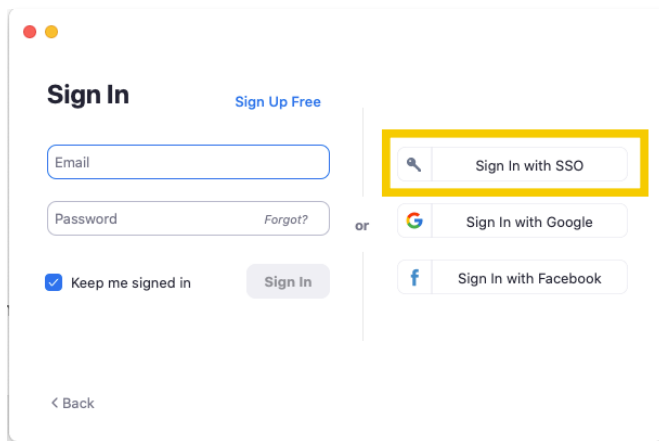 Sign In
Sign Up Free
Email
Password
Forgot?
Keep me signed in
Sign In
or
Sign In with SSO
Sign In with Google
Sign In with Facebook
< Back